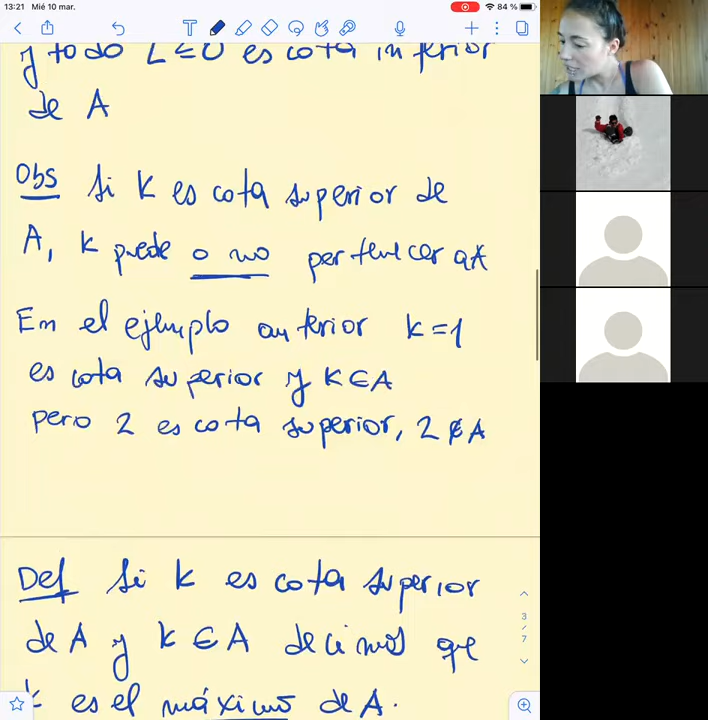 13:21 Mié 10 mar.
84 %
y todo L ≤ 0 es cota inferior
de A
Obs Si K es cota superior de
A, k puede o no pertenecer a A
En el ejemplo anterior k=1
es cota superior y K∈A
pero 2 es cota superior, 2∉A
Def Si k es cota superior
de A y k∈A decimos que
k es el máximo de A.
3
/
7